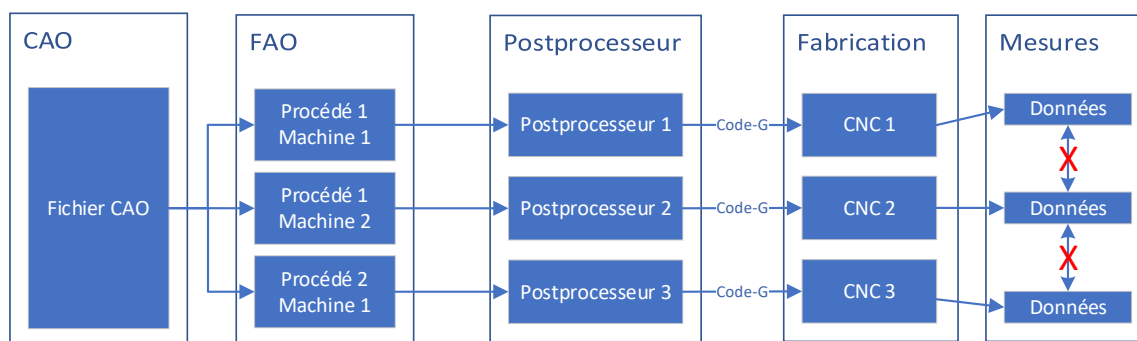 CAO
FAO
Postprocesseur
Fabrication
Mesures
Fichier CAO
Procédé 1
Machine 1
Procédé 1
Machine 2
Procédé 2
Machine 1
Postprocesseur 1
Postprocesseur 2
Postprocesseur 3
Code-G
Code-G
Code-G
CNC 1
CNC 2
CNC 3
Données
X
Données
X
Données